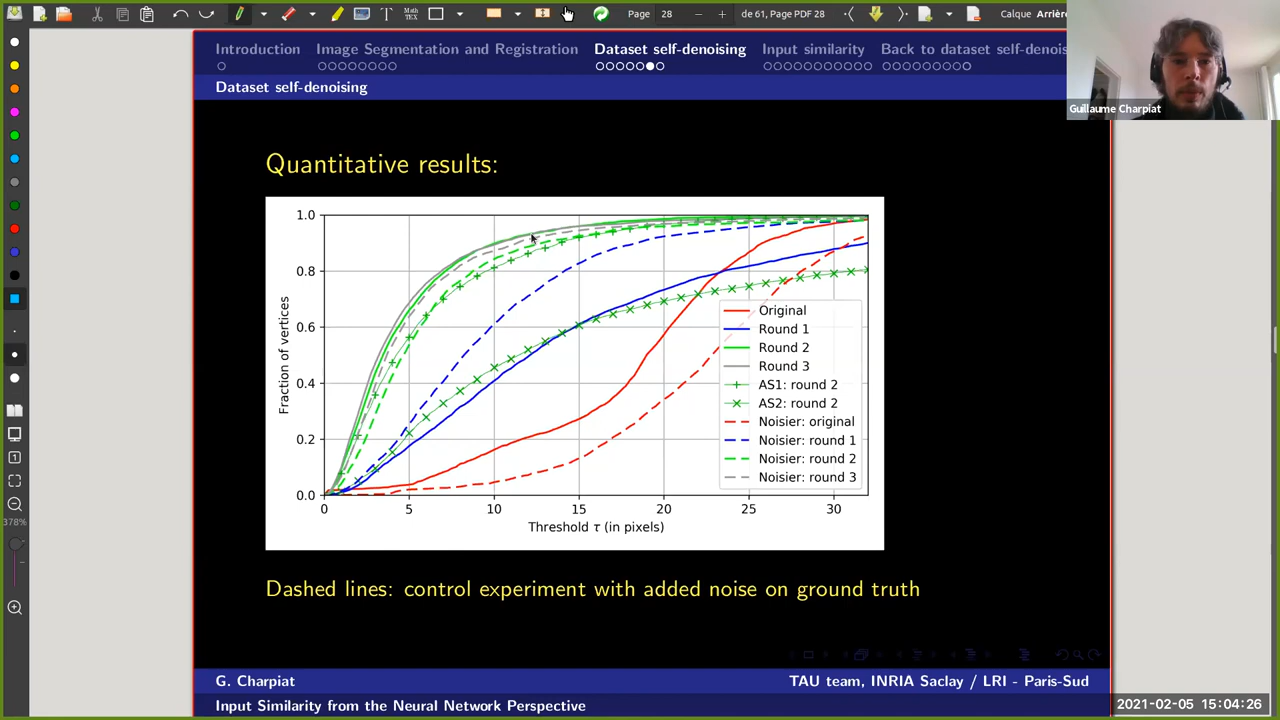 Page 28 de 61, Page PDF 28 Calque Arrière
Introduction Image Segmentation and Registration Dataset self-denoising Input similarity Back to dataset self-denois
Dataset self-denoising
Guillaume Charpiat
Quantitative results:
1.0
0.8
0.6
0.4
0.2
0.0
Fraction of vertices
0 5 10 15 20 25 30
Threshold τ (in pixels)
Original
Round 1
Round 2
Round 3
AS1: round 2
AS2: round 2
Noisier: original
Noisier: round 1
Noisier: round 2
Noisier: round 3
378%
Dashed lines: control experiment with added noise on ground truth
G. Charpiat TAU team, INRIA Saclay / LRI - Paris-Sud
Input Similarity from the Neural Network Perspective
2021-02-05 15:04:26